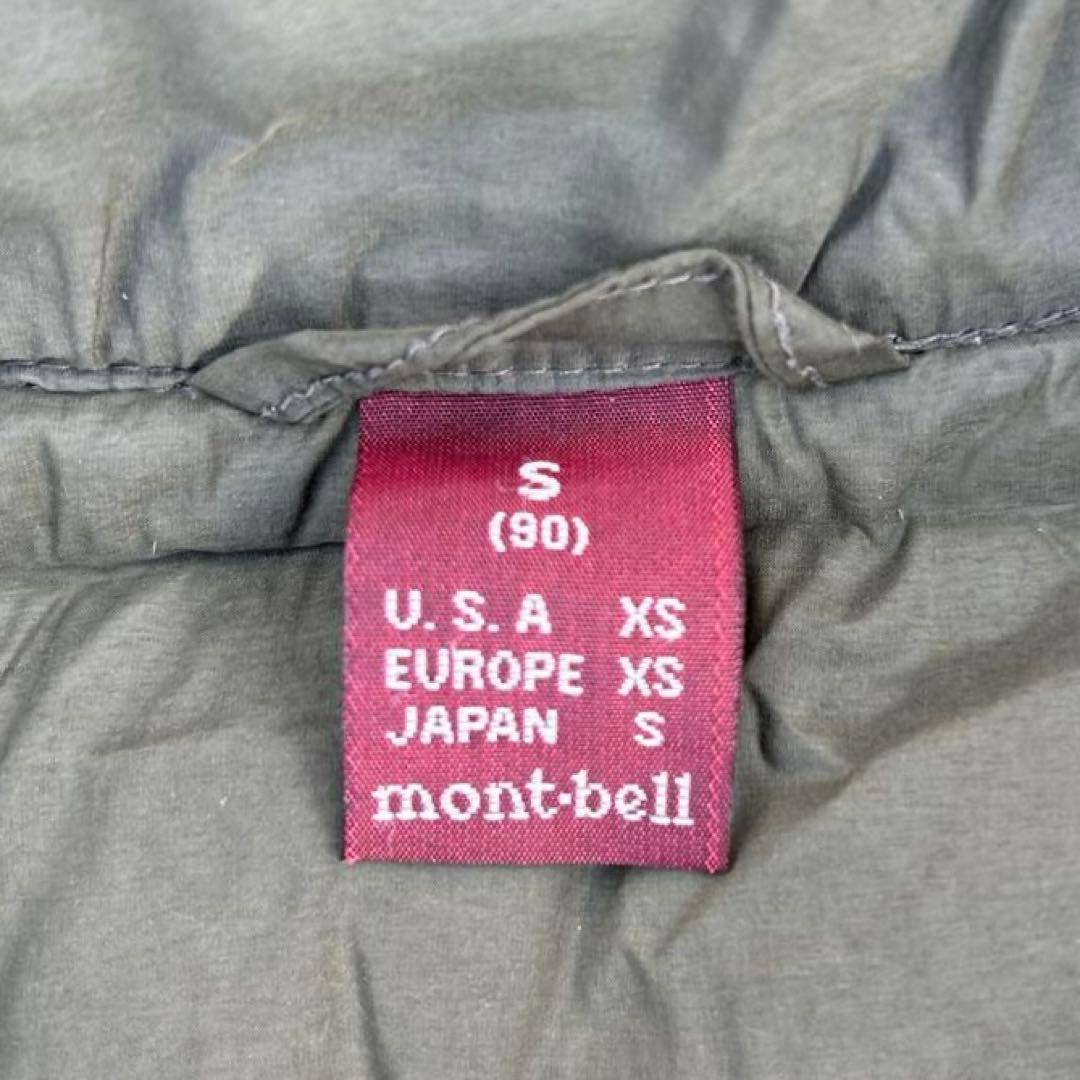 S
(90)
U.S.A XS
EUROPE XS
JAPAN S
mont-bell